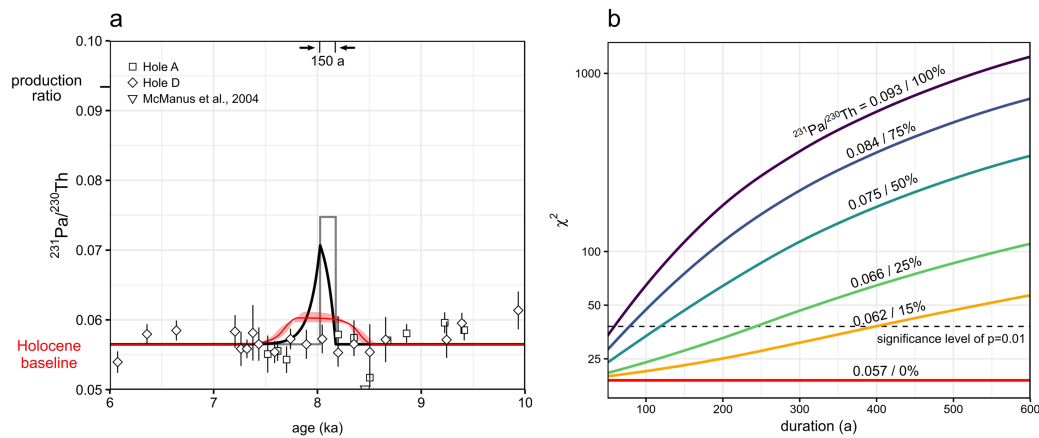 a
0.10
0.09
0.08
0.07
0.06
0.05
production
ratio
²³¹Pa/²³⁰Th
Holocene
baseline
150 a
Hole A
Hole D
McManus et al., 2004
6
7
8
9
10
age (ka)
b
1000
100
50
25
χ²
²³¹Pa/²³⁰Th = 0.093 / 100%
0.084 / 75%
0.075 / 50%
0.066 / 25%
0.062 / 15%
significance level of p=0.01
0.057 / 0%
100
200
300
400
500
600
duration (a)